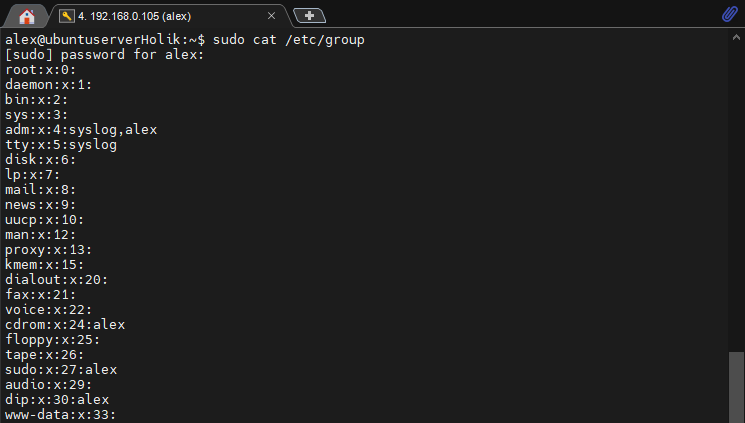 4. 192.168.0.105 (alex)
alex@ubuntuserverHolik:~$ sudo cat /etc/group
[sudo] password for alex:
root:x:0:
daemon:x:1:
bin:x:2:
sys:x:3:
adm:x:4:syslog,alex
tty:x:5:syslog
disk:x:6:
lp:x:7:
mail:x:8:
news:x:9:
uucp:x:10:
man:x:12:
proxy:x:13:
kmem:x:15:
dialout:x:20:
fax:x:21:
voice:x:22:
cdrom:x:24:alex
floppy:x:25:
tape:x:26:
sudo:x:27:alex
audio:x:29:
dip:x:30:alex
www-data:x:33: